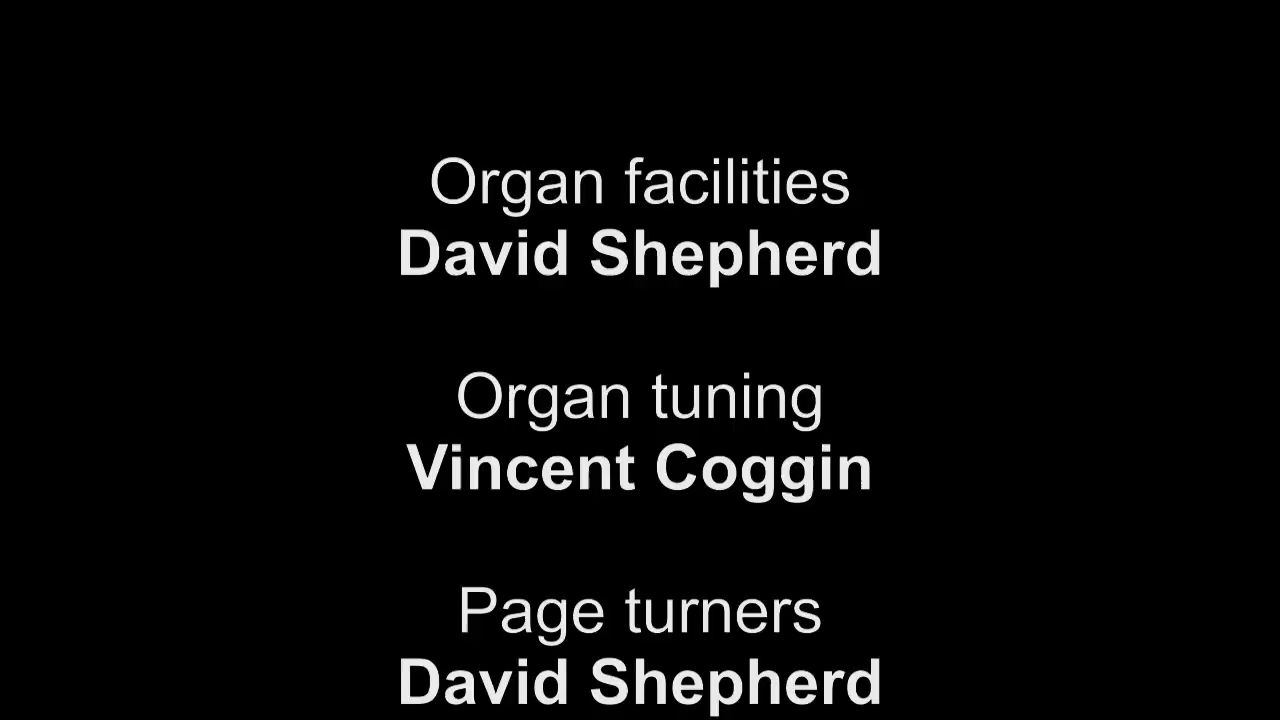 Organ facilities
David Shepherd
Organ tuning
Vincent Coggin
Page turners
David Shepherd